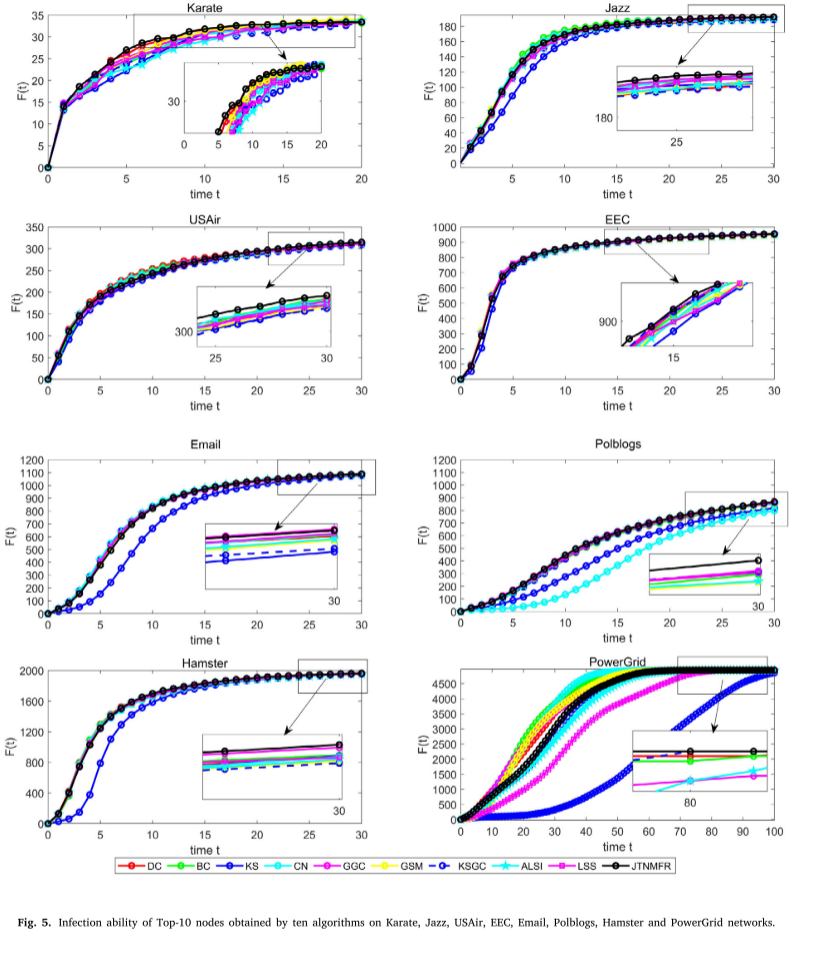 Karate
35
30
25
20
15
10
5
0
F(t)
30
0 5 10 15 20
0 5 10 15 20
time t
Jazz
180
160
140
120
100
80
60
40
20
0
F(t)
180
25
5 10 15 20 25 30
time t
USAir
350
300
250
200
150
100
50
0
F(t)
300
25 30
0 5 10 15 20 25 30
time t
EEC
1000
900
800
700
600
500
400
300
200
100
0
F(t)
900
15
0 5 10 15 20 25 30
time t
Email
1200
1100
1000
900
800
700
600
500
400
300
200
100
0
F(t)
30
0 5 10 15 20 25 30
time t
Polblogs
1200
1100
1000
900
800
700
600
500
400
300
200
100
0
F(t)
30
0 5 10 15 20 25 30
time t
Hamster
2000
1600
1200
800
400
0
F(t)
30
0 5 10 15 20 25 30
time t
PowerGrid
4500
4000
3500
3000
2500
2000
1500
1000
500
0
F(t)
80
0 10 20 30 40 50 60 70 80 90 100
time t
DC BC KS CN GGC GSM KSGC ALSI LSS JTNMFR
Fig. 5. Infection ability of Top-10 nodes obtained by ten algorithms on Karate, Jazz, USAir, EEC, Email, Polblogs, Hamster and PowerGrid networks.